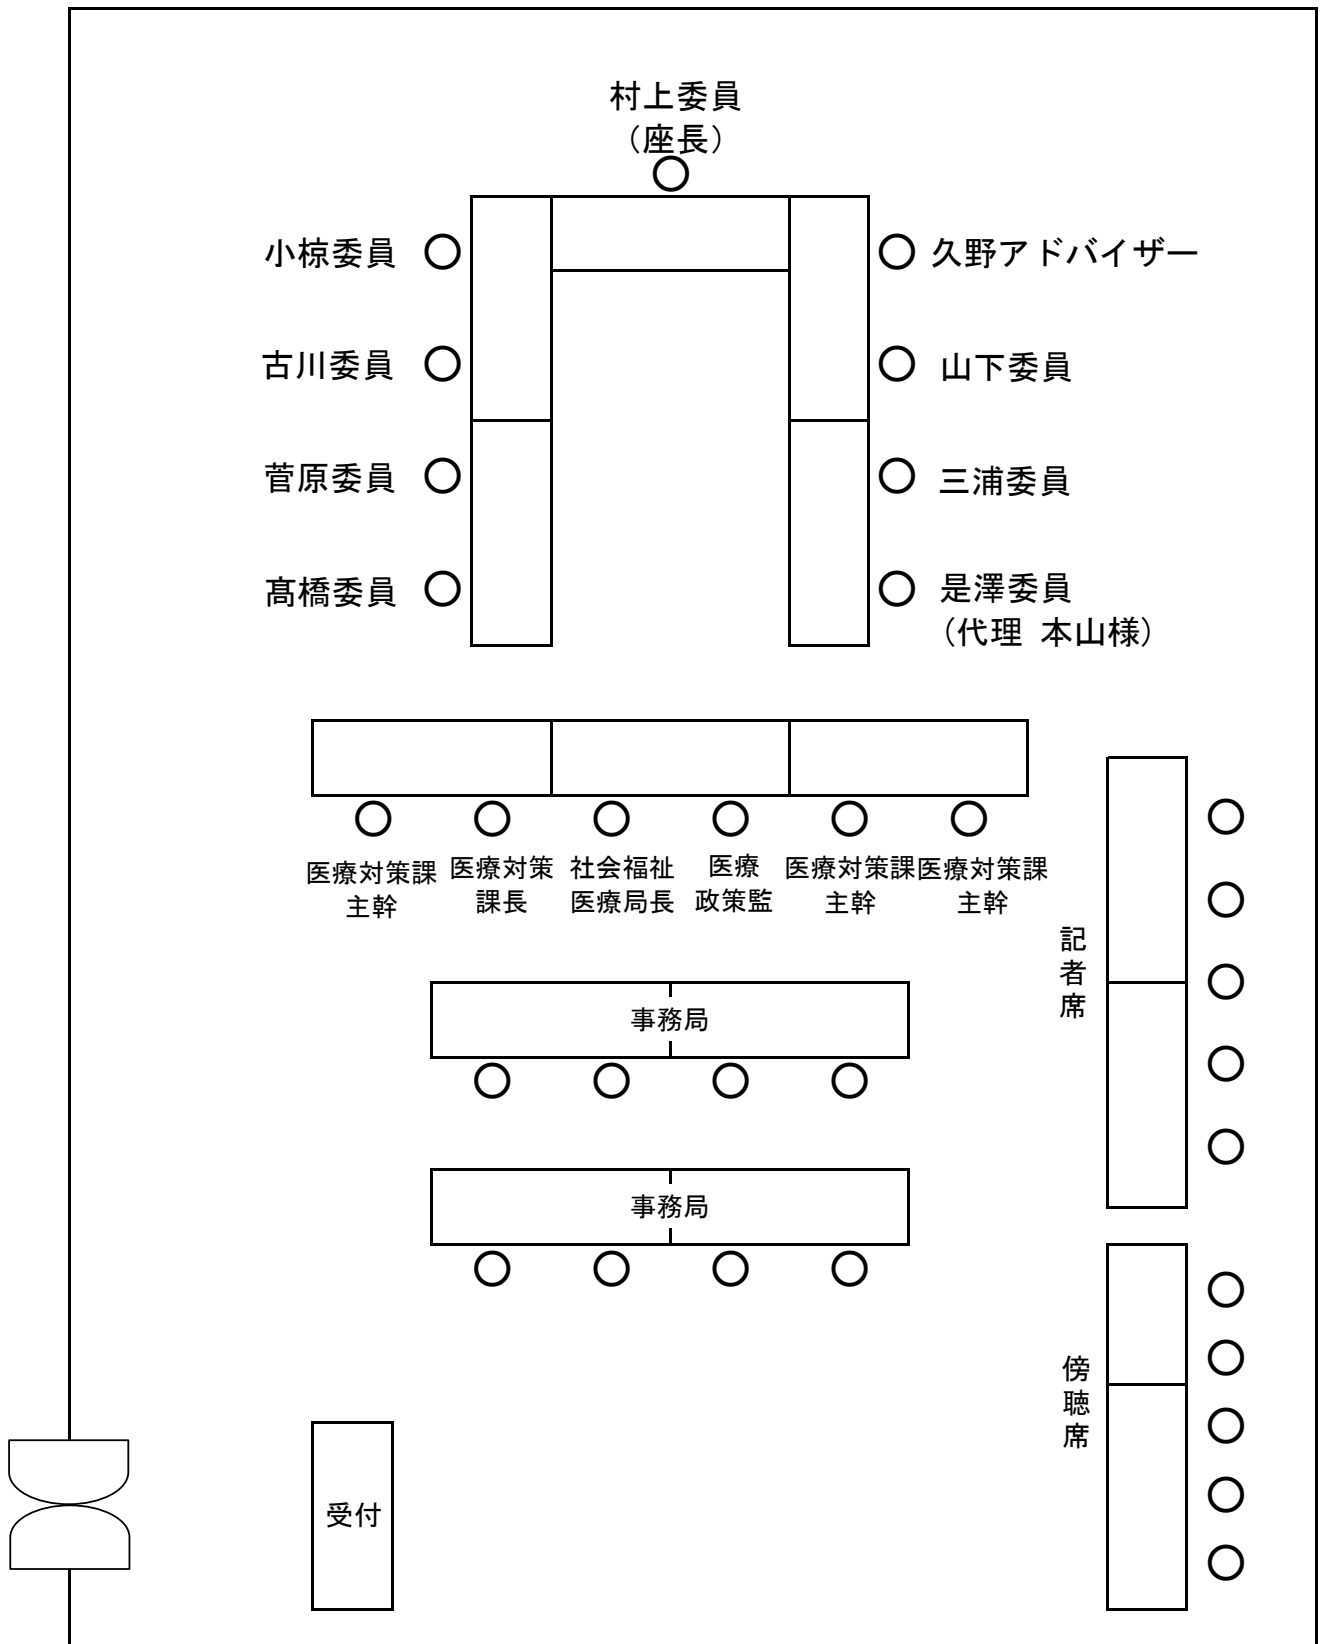 村上委員
（座長）
小椋委員
久野アドバイザー
古川委員
山下委員
菅原委員
三浦委員
髙橋委員
是澤委員
（代理 本山様）
医療対策課
主幹
医療対策
課長
社会福祉
医療局長
医療
政策監
医療対策課
主幹
医療対策課
主幹
記者席
事務局
事務局
傍聴席
受付